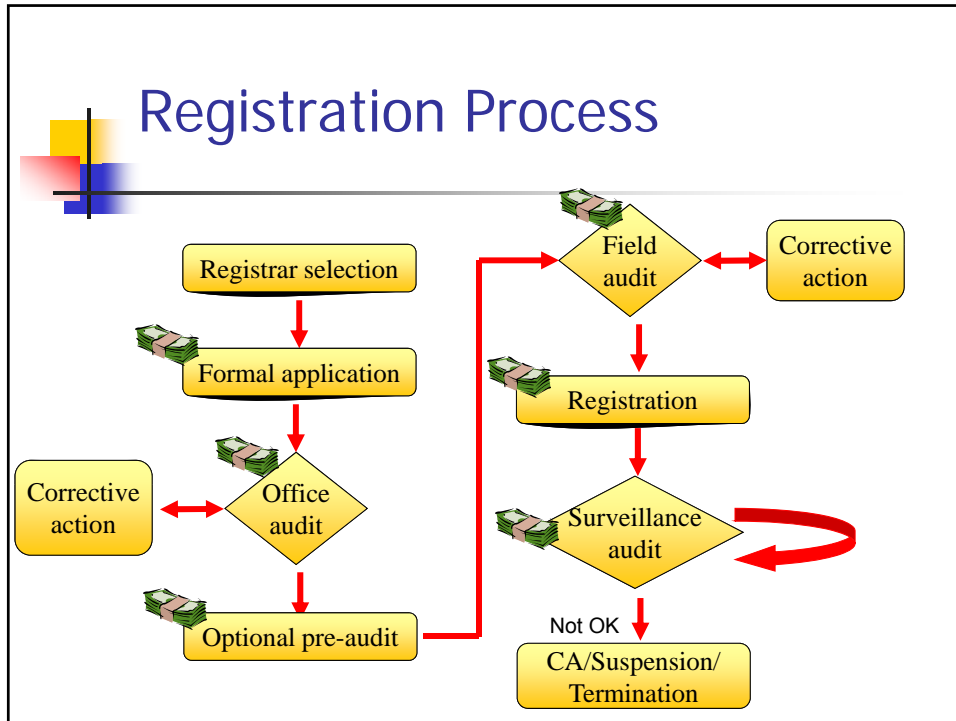 Registration Process
Registrar selection
Formal application
Office
audit
Corrective
action
Optional pre-audit
Field
audit
Corrective
action
Registration
Surveillance
audit
Not OK
CA/Suspension/
Termination